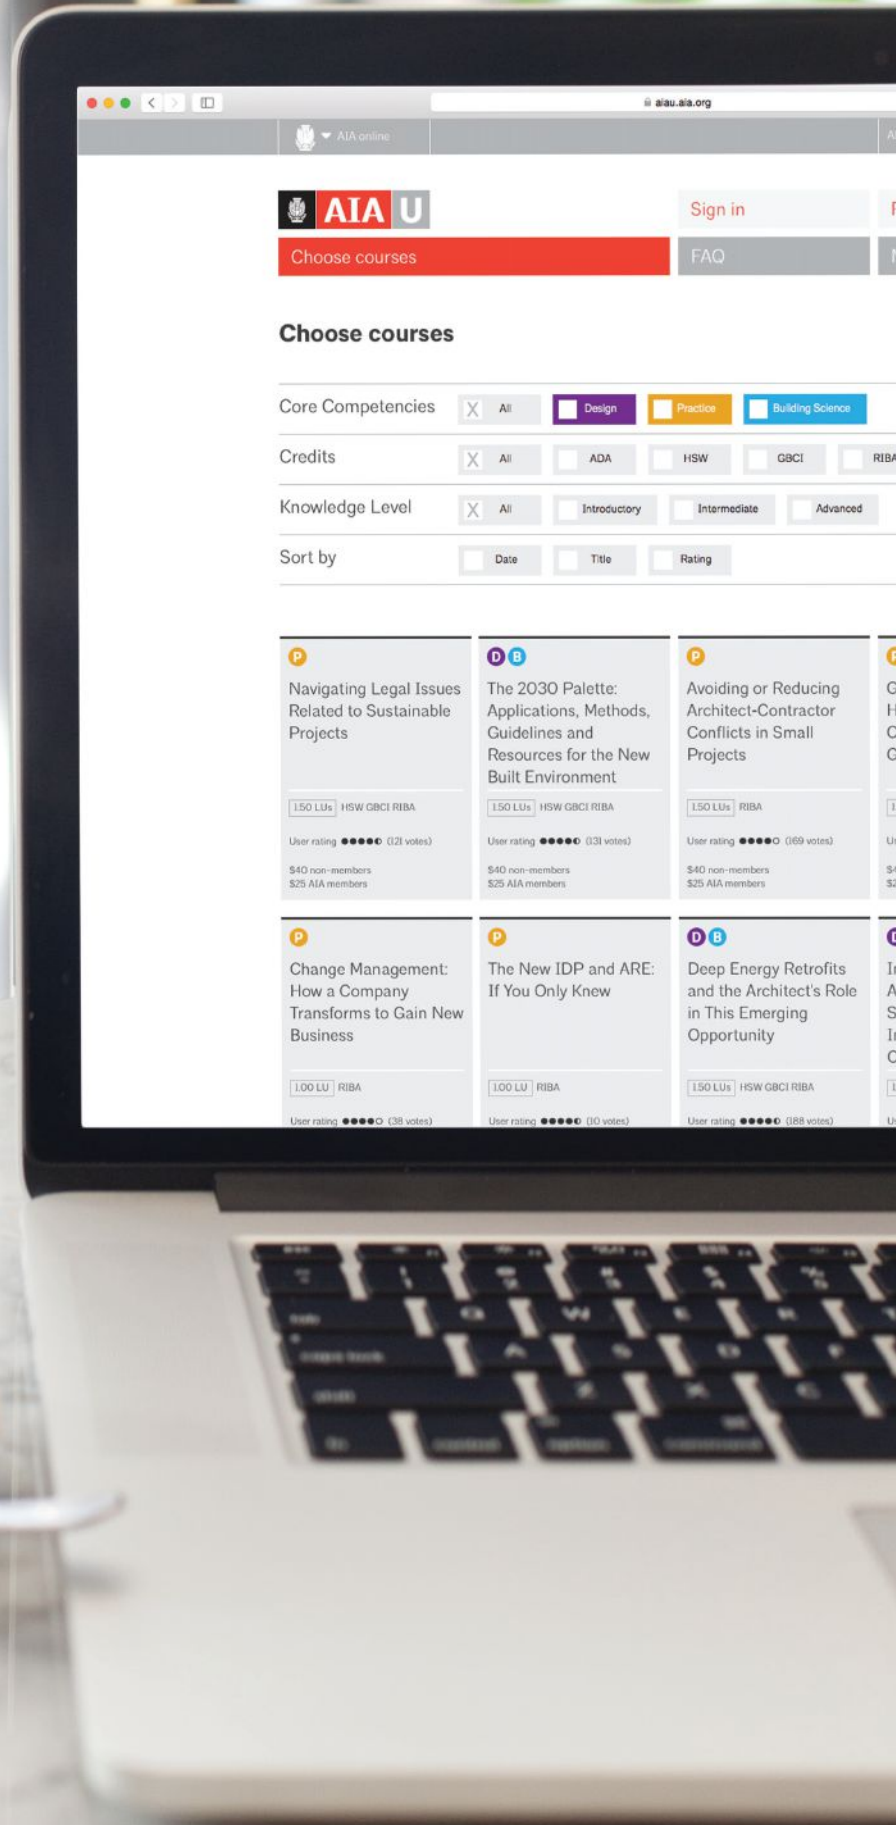 aiau.aia.org
AIA online
AIA U
Sign in
Choose courses
FAQ
Choose courses
Core Competencies X All Design Practice Building Science
Credits X All ADA HSW GBCI RIBA
Knowledge Level X All Introductory Intermediate Advanced
Sort by Date Title Rating
P
Navigating Legal Issues
Related to Sustainable
Projects
1.50 LUs HSW GBCI RIBA
User rating (121 votes)
$40 non-members
$25 AIA members
D B
The 2030 Palette:
Applications, Methods,
Guidelines and
Resources for the New
Built Environment
1.50 LUs HSW GBCI RIBA
User rating (131 votes)
$40 non-members
$25 AIA members
P
Avoiding or Reducing
Architect-Contractor
Conflicts in Small
Projects
1.50 LUs RIBA
User rating (169 votes)
$40 non-members
$25 AIA members
P
Change Management:
How a Company
Transforms to Gain New
Business
1.00 LU RIBA
User rating (38 votes)
P
The New IDP and ARE:
If You Only Knew
1.00 LU RIBA
User rating (10 votes)
D B
Deep Energy Retrofits
and the Architect's Role
in This Emerging
Opportunity
1.50 LUs HSW GBCI RIBA
User rating (188 votes)
caps lock
shift
fn control option command